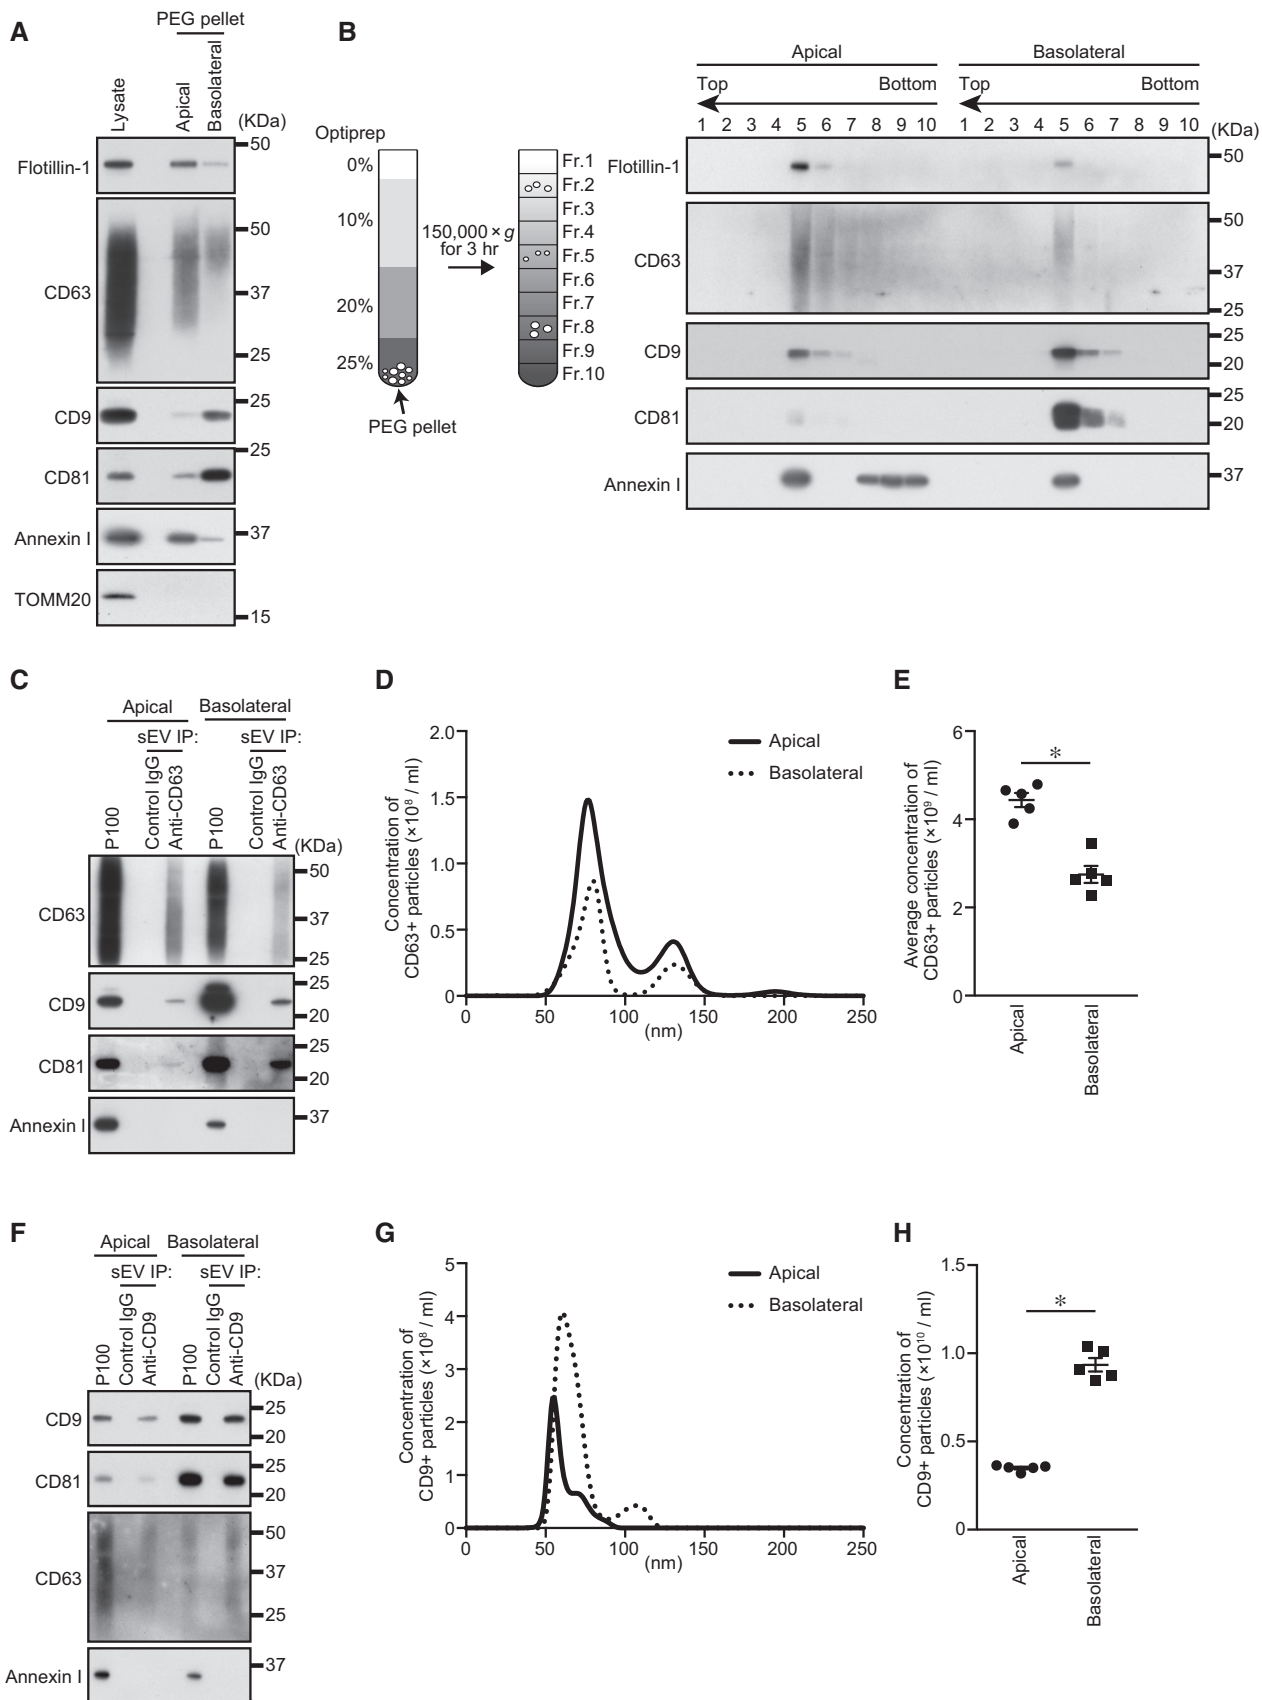 A
PEG pellet
Lysate
Apical
Basolateral
(KDa)
Flotillin-1
50
CD63
50
37
25
CD9
25
CD81
25
Annexin I
37
TOMM20
15
B
Optiprep
0%
10%
20%
25%
PEG pellet
150,000 × g
for 3 hr
Fr.1
Fr.2
Fr.3
Fr.4
Fr.5
Fr.6
Fr.7
Fr.8
Fr.9
Fr.10
Apical Basolateral
Top Bottom Top Bottom
1 2 3 4 5 6 7 8 9 10 1 2 3 4 5 6 7 8 9 10 (KDa)
Flotillin-1
50
CD63
50
37
25
CD9
25
20
CD81
25
20
Annexin I
37
C
Apical Basolateral
sEV IP: sEV IP:
P100
Control IgG
Anti-CD63
P100
Control IgG
Anti-CD63
(KDa)
CD63
50
37
25
CD9
25
20
CD81
25
20
Annexin I
37
D
Concentration of
CD63+ particles (×10⁸ / ml)
2.0
1.5
1.0
0.5
0
0 50 100 150 200 250
(nm)
Apical
Basolateral
E
Average concentration of
CD63+ particles (×10⁹ / ml)
6
4
2
0
*
Apical
Basolateral
F
Apical Basolateral
sEV IP: sEV IP:
P100
Control IgG
Anti-CD9
P100
Control IgG
Anti-CD9
(KDa)
CD9
25
20
CD81
25
20
CD63
50
37
25
Annexin I
37
G
Concentration of
CD9+ particles (×10⁸ / ml)
5
4
3
2
1
0
0 50 100 150 200 250
(nm)
Apical
Basolateral
H
Concentration of
CD9+ particles (×10¹⁰ / ml)
1.5
1.0
0.5
0
*
Apical
Basolateral